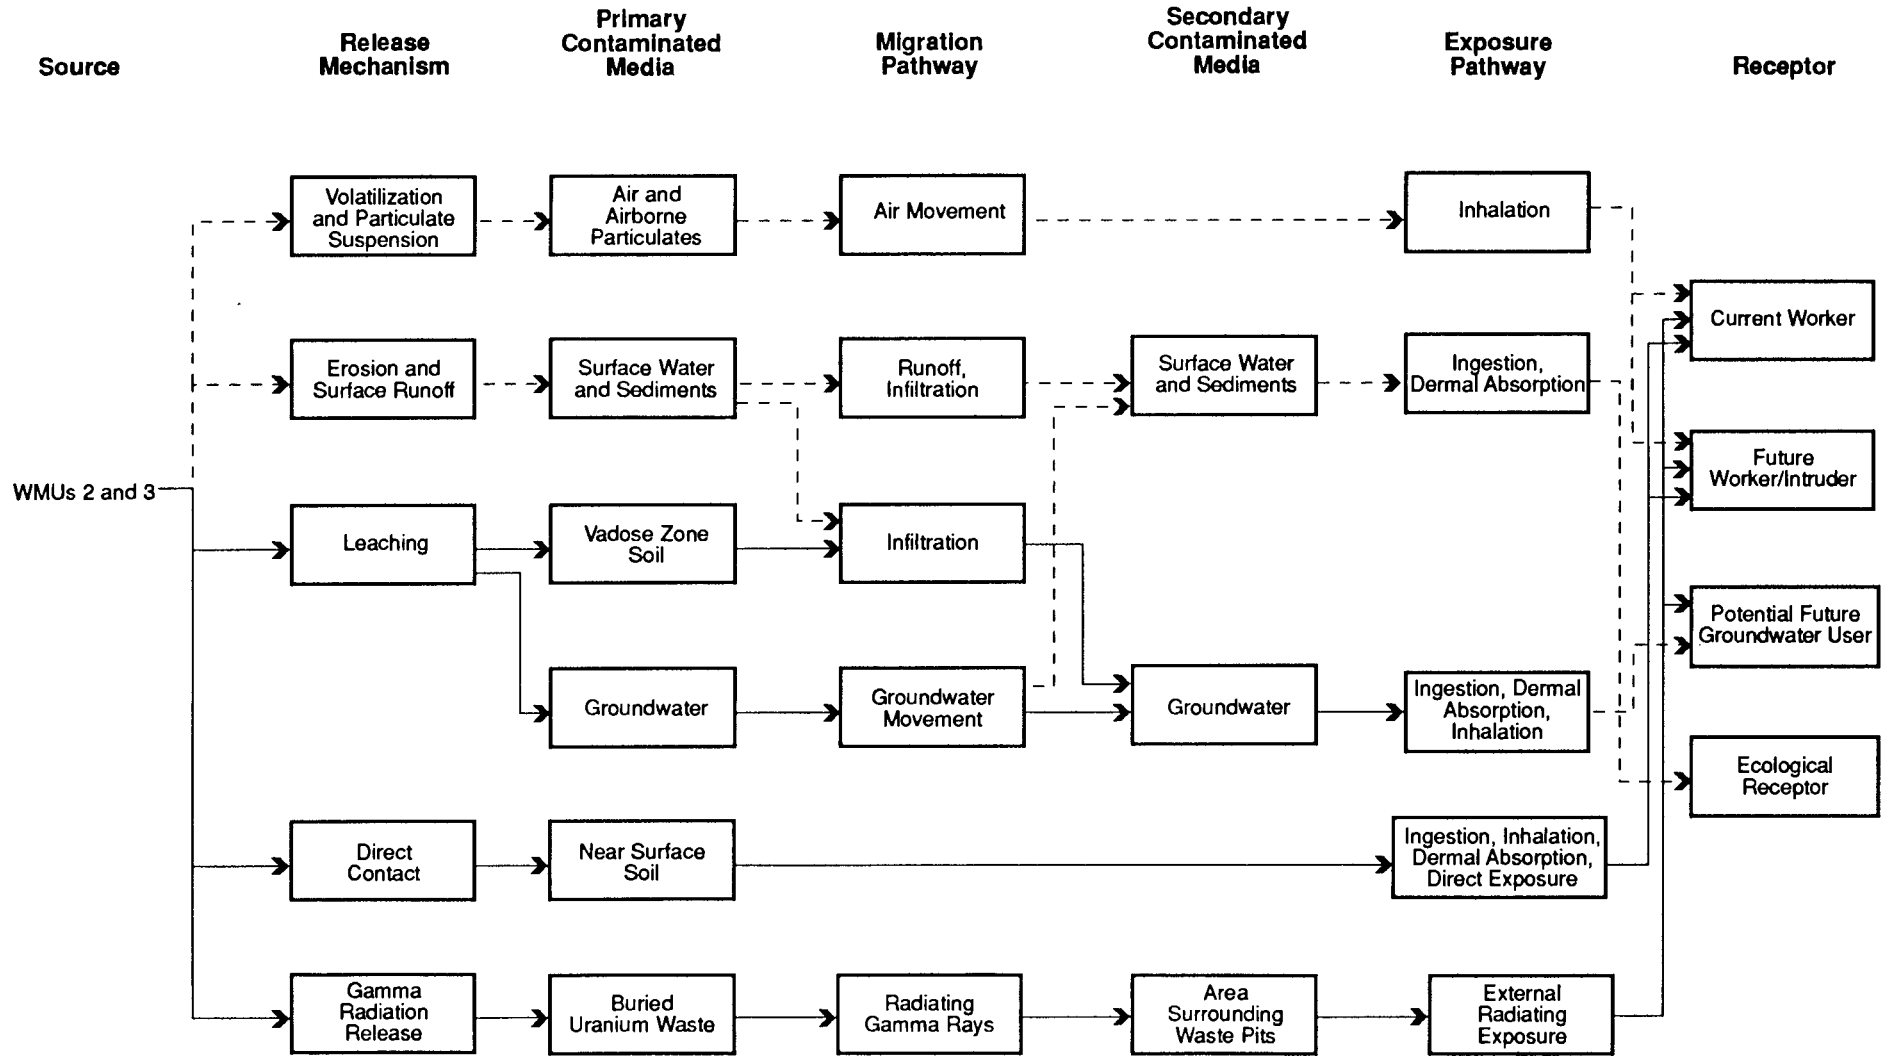 Source
Release
Mechanism
Primary
Contaminated
Media
Migration
Pathway
Secondary
Contaminated
Media
Exposure
Pathway
Receptor
Volatilization
and Particulate
Suspension
Air and
Airborne
Particulates
Air Movement
Inhalation
Current Worker
Erosion and
Surface Runoff
Surface Water
and Sediments
Runoff,
Infiltration
Surface Water
and Sediments
Ingestion,
Dermal Absorption
Future
Worker/Intruder
WMUs 2 and 3
Leaching
Vadose Zone
Soil
Infiltration
Potential Future
Groundwater User
Groundwater
Groundwater
Movement
Groundwater
Ingestion, Dermal
Absorption,
Inhalation
Ecological
Receptor
Direct
Contact
Near Surface
Soil
Ingestion, Inhalation,
Dermal Absorption,
Direct Exposure
Gamma
Radiation
Release
Buried
Uranium Waste
Radiating
Gamma Rays
Area
Surrounding
Waste Pits
External
Radiating
Exposure